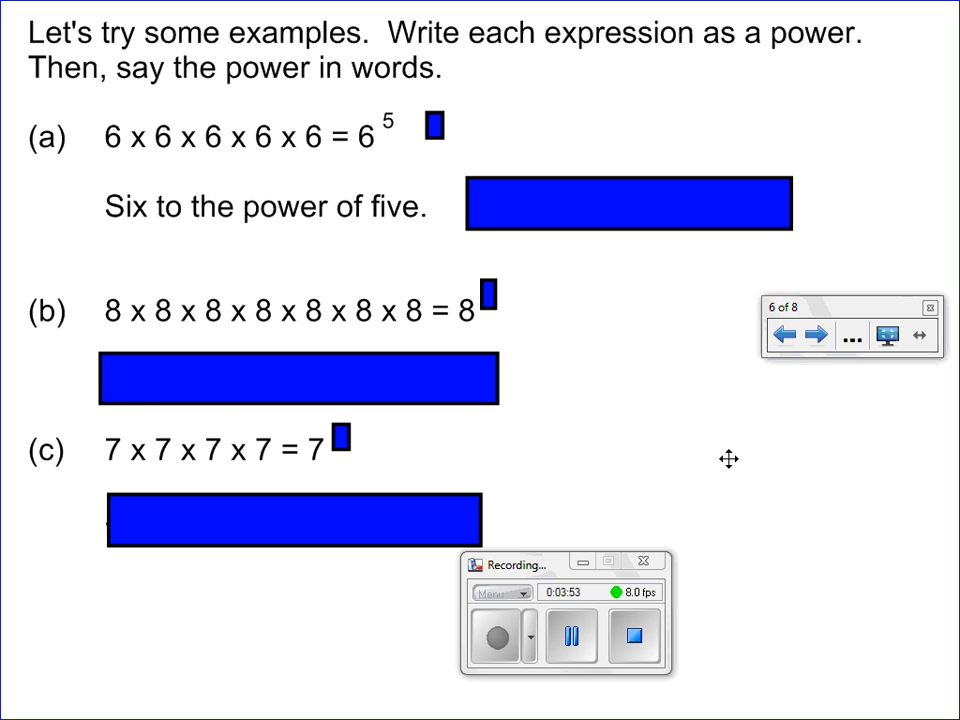 Let's try some examples.  Write each expression as a power.
Then, say the power in words.
(a) 6 x 6 x 6 x 6 x 6 = 6 5
Six to the power of five.
(b) 8 x 8 x 8 x 8 x 8 x 8 x 8 = 8
6 of 8
...
(c) 7 x 7 x 7 x 7 = 7
Recording...
Menu
0:03:53
8.0 fps